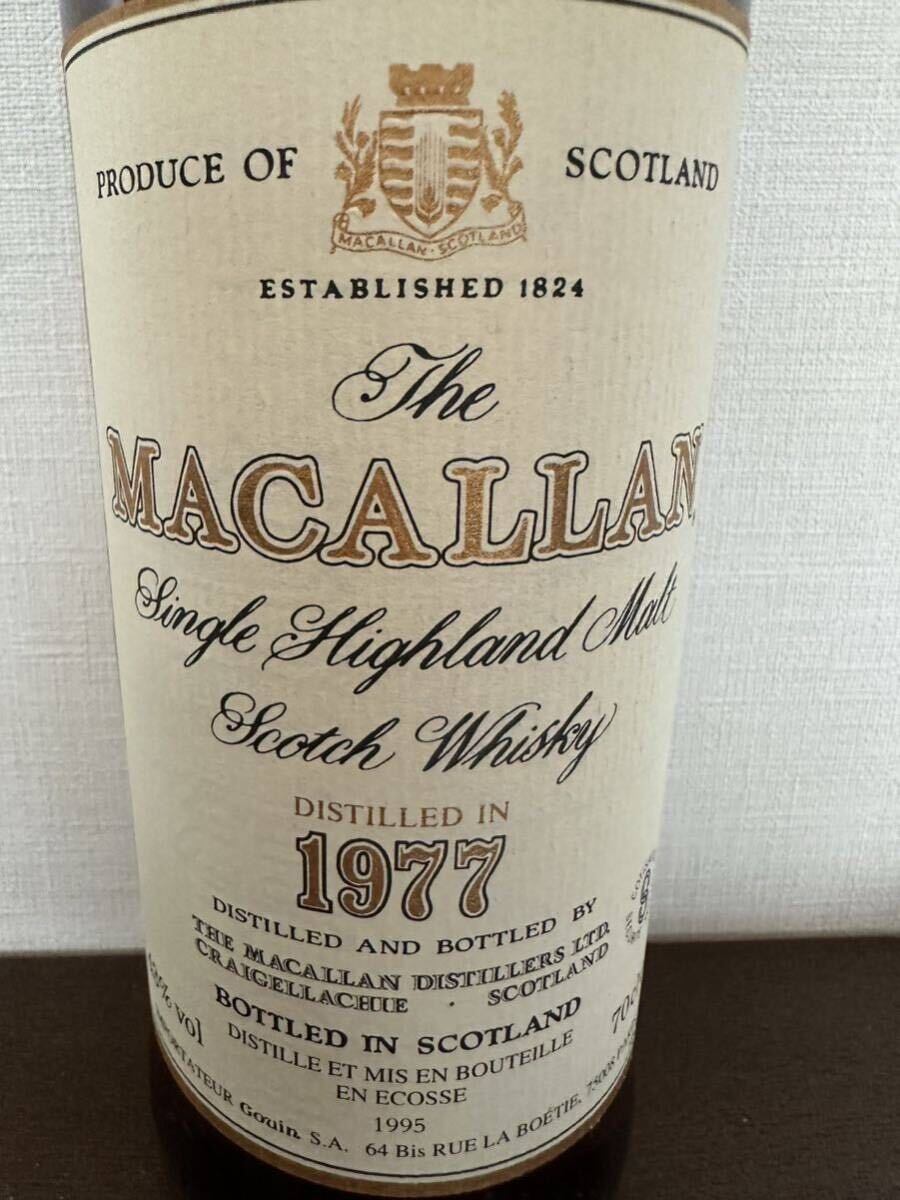 PRODUCE OF SCOTLAND
MACALLAN · SCOTLAND
ESTABLISHED 1824
The
MACALLAN
Single Highland Malt
Scotch Whisky
DISTILLED IN
1977
DISTILLED AND BOTTLED BY
THE MACALLAN DISTILLERS LTD.
CRAIGELLACHIE · SCOTLAND
BOTTLED IN SCOTLAND
% vol
DISTILLE ET MIS EN BOUTEILLE
EN ECOSSE
1995
Gouin S.A. 64 Bis RUE LA BOÉTIE,